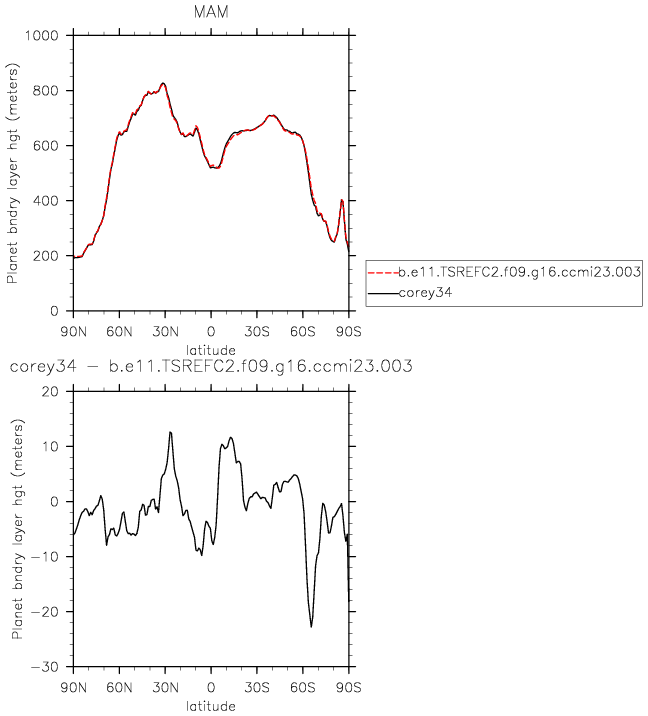 MAM
Planet bndry layer hgt (meters)
1000
800
600
400
200
0
90N 60N 30N 0 30S 60S 90S
latitude
b.e11.TSREFC2.f09.g16.ccmi23.003
corey34
corey34 − b.e11.TSREFC2.f09.g16.ccmi23.003
Planet bndry layer hgt (meters)
20
10
0
−10
−20
−30
90N 60N 30N 0 30S 60S 90S
latitude